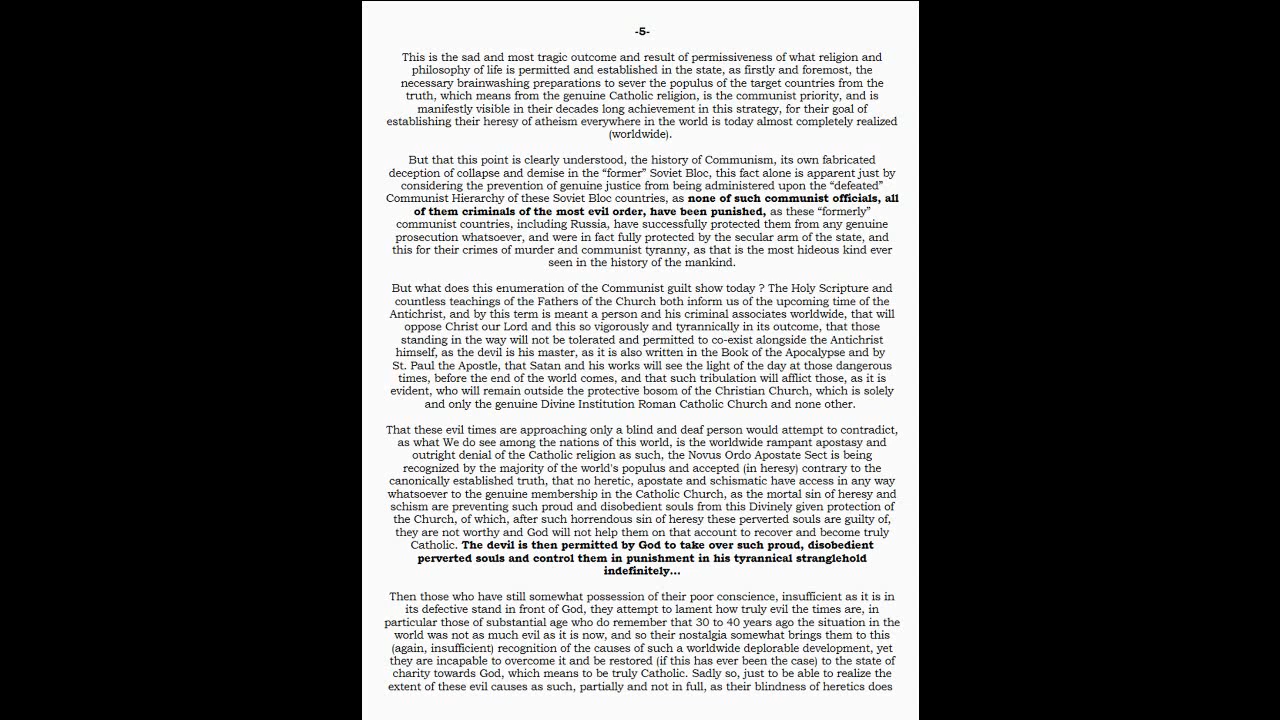 -5-
This is the sad and most tragic outcome and result of permissiveness of what religion and
philosophy of life is permitted and established in the state, as firstly and foremost, the
necessary brainwashing preparations to sever the populus of the target countries from the
truth, which means from the genuine Catholic religion, is the communist priority, and is
manifestly visible in their decades long achievement in this strategy, for their goal of
establishing their heresy of atheism everywhere in the world is today almost completely realized
(worldwide).
But that this point is clearly understood, the history of Communism, its own fabricated
deception of collapse and demise in the “former” Soviet Bloc, this fact alone is apparent just by
considering the prevention of genuine justice from being administered upon the “defeated”
Communist Hierarchy of these Soviet Bloc countries, as none of such communist officials, all
of them criminals of the most evil order, have been punished, as these “formerly”
communist countries, including Russia, have successfully protected them from any genuine
prosecution whatsoever, and were in fact fully protected by the secular arm of the state, and
this for their crimes of murder and communist tyranny, as that is the most hideous kind ever
seen in the history of the mankind.
But what does this enumeration of the Communist guilt show today ? The Holy Scripture and
countless teachings of the Fathers of the Church both inform us of the upcoming time of the
Antichrist, and by this term is meant a person and his criminal associates worldwide, that will
oppose Christ our Lord and this so vigorously and tyrannically in its outcome, that those
standing in the way will not be tolerated and permitted to co-exist alongside the Antichrist
himself, as the devil is his master, as it is also written in the Book of the Apocalypse and by
St. Paul the Apostle, that Satan and his works will see the light of the day at those dangerous
times, before the end of the world comes, and that such tribulation will afflict those, as it is
evident, who will remain outside the protective bosom of the Christian Church, which is solely
and only the genuine Divine Institution Roman Catholic Church and none other.
That these evil times are approaching only a blind and deaf person would attempt to contradict,
as what We do see among the nations of this world, is the worldwide rampant apostasy and
outright denial of the Catholic religion as such, the Novus Ordo Apostate Sect is being
recognized by the majority of the world's populus and accepted (in heresy) contrary to the
canonically established truth, that no heretic, apostate and schismatic have access in any way
whatsoever to the genuine membership in the Catholic Church, as the mortal sin of heresy and
schism are preventing such proud and disobedient souls from this Divinely given protection of
the Church, of which, after such horrendous sin of heresy these perverted souls are guilty of,
they are not worthy and God will not help them on that account to recover and become truly
Catholic. The devil is then permitted by God to take over such proud, disobedient
perverted souls and control them in punishment in his tyrannical stranglehold
indefinitely...
Then those who have still somewhat possession of their poor conscience, insufficient as it is in
its defective stand in front of God, they attempt to lament how truly evil the times are, in
particular those of substantial age who do remember that 30 to 40 years ago the situation in the
world was not as much evil as it is now, and so their nostalgia somewhat brings them to this
(again, insufficient) recognition of the causes of such a worldwide deplorable development, yet
they are incapable to overcome it and be restored (if this has ever been the case) to the state of
charity towards God, which means to be truly Catholic. Sadly so, just to be able to realize the
extent of these evil causes as such, partially and not in full, as their blindness of heretics does